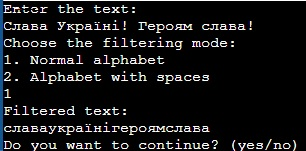 Enter the text:
Слава Україні! Героям слава!
Choose the filtering mode:
1. Normal alphabet
2. Alphabet with spaces
1
Filtered text:
славаукраїнігероямслава
Do you want to continue? (yes/no)